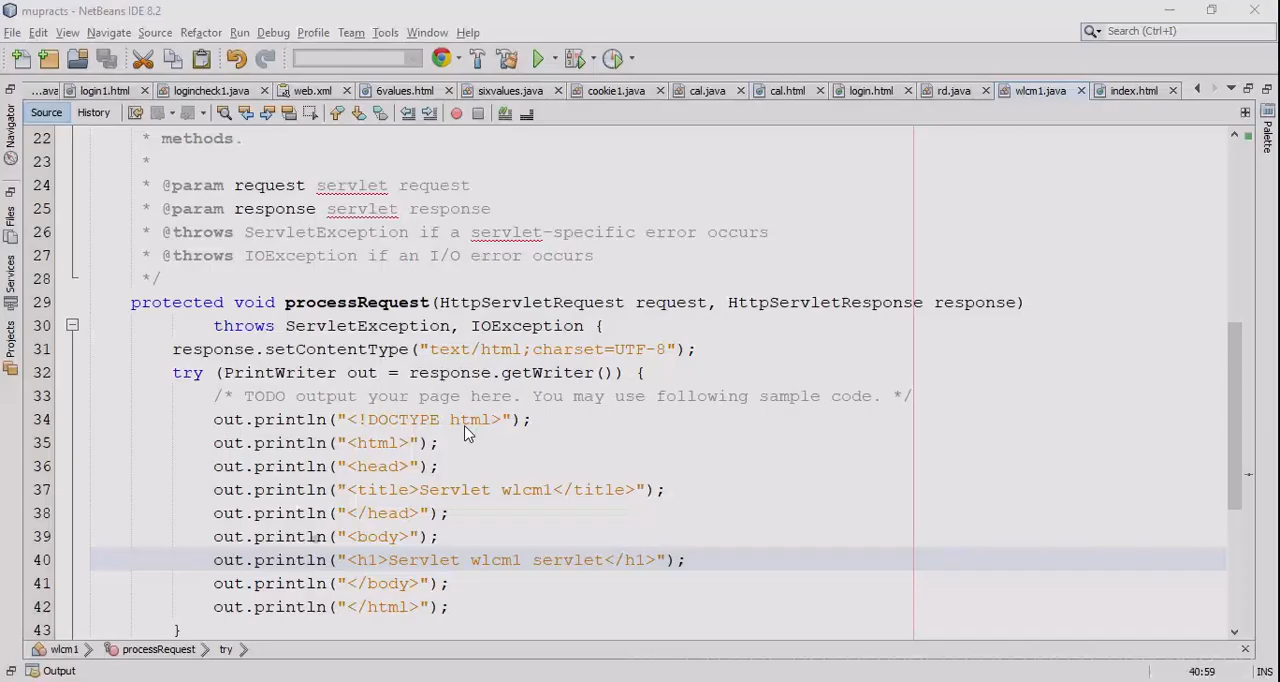 mupracts - NetBeans IDE 8.2
File Edit View Navigate Source Refactor Run Debug Profile Team Tools Window Help
Search (Ctrl+I)
...ava login1.html logincheck1.java web.xml 6values.html sixvalues.java cookie1.java cal.java cal.html login.html rd.java wlcm1.java index.html
Source History
Navigator
Files
Services
Projects
Palette
22 * methods.
23 *
24 * @param request servlet request
25 * @param response servlet response
26 * @throws ServletException if a servlet-specific error occurs
27 * @throws IOException if an I/O error occurs
28 */
29 protected void processRequest(HttpServletRequest request, HttpServletResponse response)
30 throws ServletException, IOException {
31 response.setContentType("text/html;charset=UTF-8");
32 try (PrintWriter out = response.getWriter()) {
33 /* TODO output your page here. You may use following sample code. */
34 out.println("<!DOCTYPE html>");
35 out.println("<html>");
36 out.println("<head>");
37 out.println("<title>Servlet wlcm1</title>");
38 out.println("</head>");
39 out.println("<body>");
40 out.println("<h1>Servlet wlcm1 servlet</h1>");
41 out.println("</body>");
42 out.println("</html>");
43 }
wlcm1 processRequest try
Output
40:59 INS